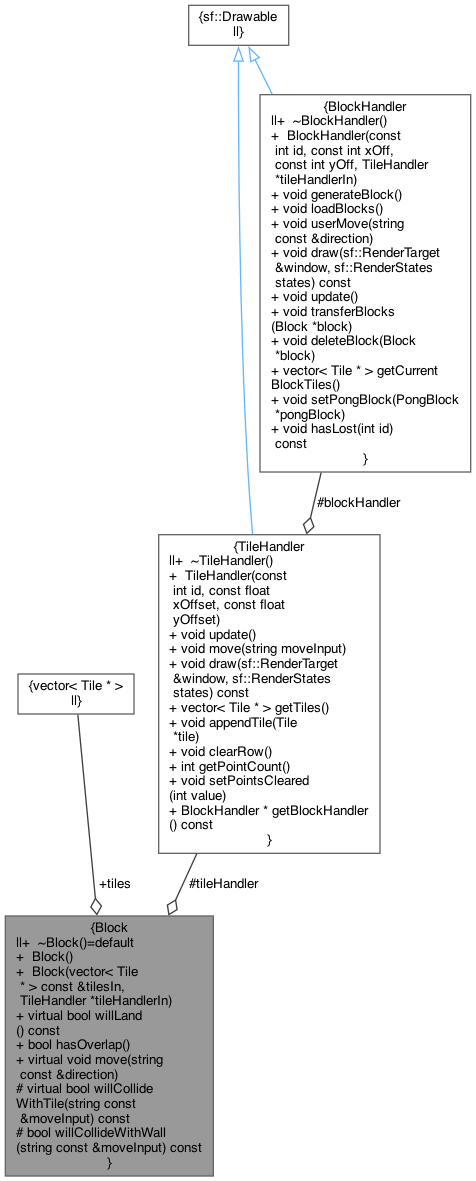 {sf::Drawable
||}
{BlockHandler
||+  ~BlockHandler()
+  BlockHandler(const
int id, const int xOff,
const int yOff, TileHandler
*tileHandlerIn)
+ void generateBlock()
+ void loadBlocks()
+ void userMove(string
const &direction)
+ void draw(sf::RenderTarget
&window, sf::RenderStates
states) const
+ void update()
+ void transferBlocks
(Block *block)
+ void deleteBlock(Block
*block)
+ vector< Tile * > getCurrent
BlockTiles()
+ void setPongBlock(PongBlock
*pongBlock)
+ void hasLost(int id)
const
}
#blockHandler
{TileHandler
||+  ~TileHandler()
+  TileHandler(const
int id, const float
xOffset, const float
yOffset)
+ void update()
+ void move(string moveInput)
+ void draw(sf::RenderTarget
&window, sf::RenderStates
states) const
+ vector< Tile * > getTiles()
+ void appendTile(Tile
*tile)
+ void clearRow()
+ int getPointCount()
+ void setPointsCleared
(int value)
+ BlockHandler * getBlockHandler
() const
}
{vector< Tile * >
||}
+tiles
#tileHandler
{Block
||+  ~Block()=default
+  Block()
+  Block(vector< Tile
* > const &tilesIn,
TileHandler *tileHandlerIn)
+ virtual bool willLand
() const
+ bool hasOverlap()
+ virtual void move(string
const &direction)
# virtual bool willCollide
WithTile(string const
&moveInput) const
# bool willCollideWithWall
(string const &moveInput) const
}